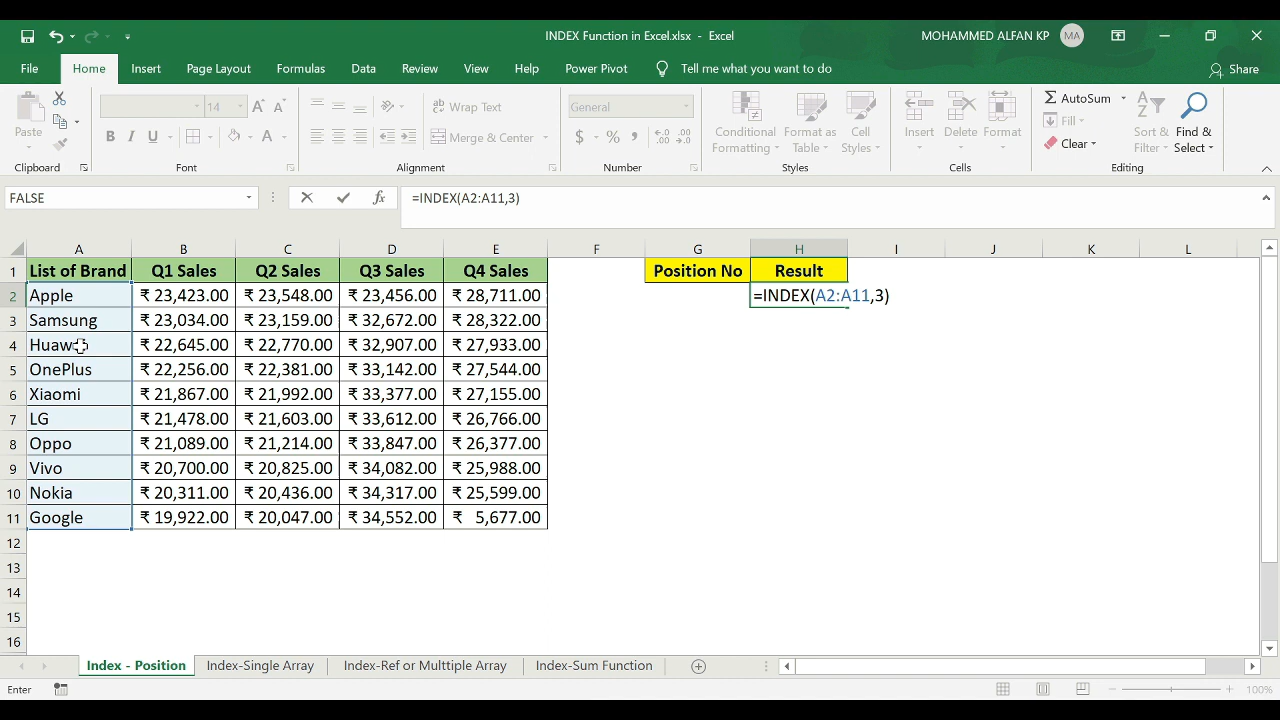 INDEX Function in Excel.xlsx - Excel
MOHAMMED ALFAN KP MA
File Home Insert Page Layout Formulas Data Review View Help Power Pivot Tell me what you want to do Share
Paste
Clipboard
14
B I U A
Font
Wrap Text
Merge & Center
Alignment
General
$ %
Number
Conditional Formatting
Format as Table
Cell Styles
Styles
Insert Delete Format
Cells
AutoSum
Fill
Clear
Sort & Filter
Find & Select
Editing
FALSE fx =INDEX(A2:A11,3)
A B C D E F G H I J K L
1 List of Brand Q1 Sales Q2 Sales Q3 Sales Q4 Sales Position No Result
2 Apple ₹ 23,423.00 ₹ 23,548.00 ₹ 23,456.00 ₹ 28,711.00 =INDEX(A2:A11,3)
3 Samsung ₹ 23,034.00 ₹ 23,159.00 ₹ 32,672.00 ₹ 28,322.00
4 ₹ 22,645.00 ₹ 22,770.00 ₹ 32,907.00 ₹ 27,933.00
5 OnePlus ₹ 22,256.00 ₹ 22,381.00 ₹ 33,142.00 ₹ 27,544.00
6 Xiaomi ₹ 21,867.00 ₹ 21,992.00 ₹ 33,377.00 ₹ 27,155.00
7 LG ₹ 21,478.00 ₹ 21,603.00 ₹ 33,612.00 ₹ 26,766.00
8 Oppo ₹ 21,089.00 ₹ 21,214.00 ₹ 33,847.00 ₹ 26,377.00
9 Vivo ₹ 20,700.00 ₹ 20,825.00 ₹ 34,082.00 ₹ 25,988.00
10 Nokia ₹ 20,311.00 ₹ 20,436.00 ₹ 34,317.00 ₹ 25,599.00
11 Google ₹ 19,922.00 ₹ 20,047.00 ₹ 34,552.00 ₹ 5,677.00
12
13
14
15
16
Index - Position Index-Single Array Index-Ref or Multtiple Array Index-Sum Function
Enter 100%